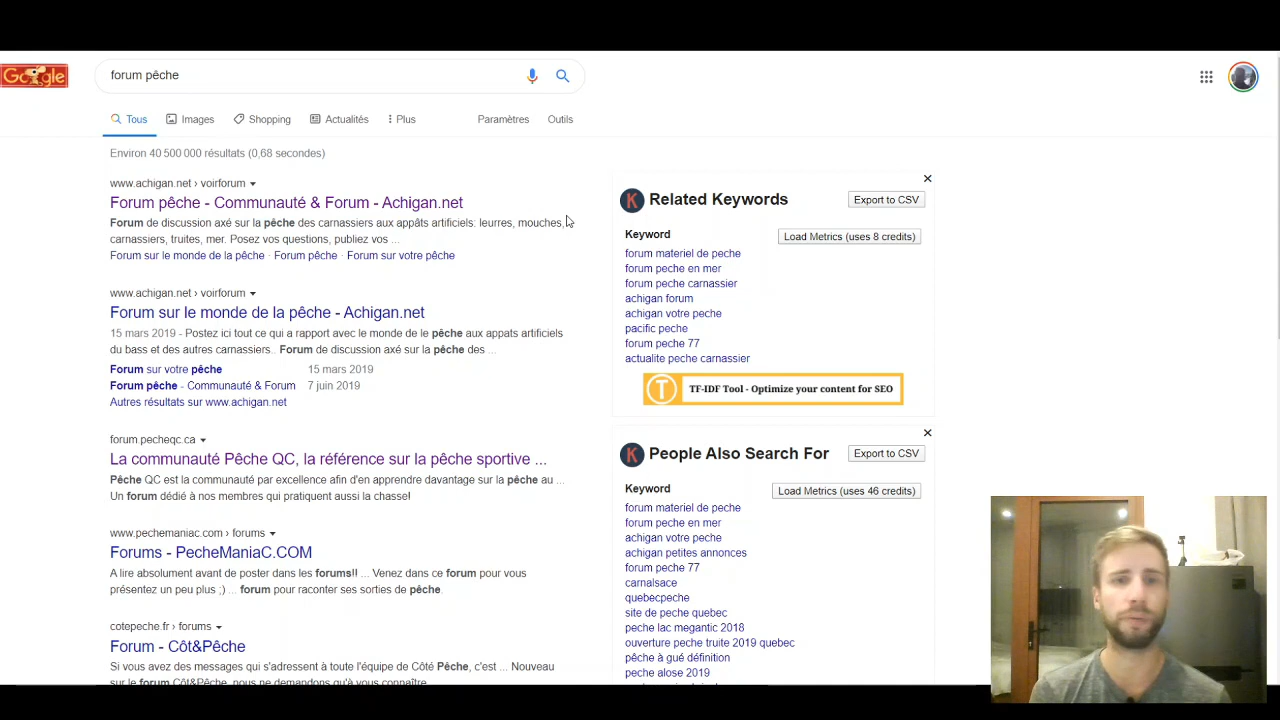 Google
forum pêche
Tous
Images
Shopping
Actualités
Plus
Paramètres
Outils
Environ 40 500 000 résultats (0,68 secondes)
www.achigan.net › voirforum
Forum pêche - Communauté & Forum - Achigan.net
Forum de discussion axé sur la pêche des carnassiers aux appâts artificiels: leurres, mouches,
carnassiers, truites, mer. Posez vos questions, publiez vos ...
Forum sur le monde de la pêche · Forum pêche · Forum sur votre pêche
www.achigan.net › voirforum
Forum sur le monde de la pêche - Achigan.net
15 mars 2019 - Postez ici tout ce qui a rapport avec le monde de le pêche aux appats artificiels
du bass et des autres carnassiers.. Forum de discussion axé sur la pêche des ...
Forum sur votre pêche 15 mars 2019
Forum pêche - Communauté & Forum 7 juin 2019
Autres résultats sur www.achigan.net
forum.pecheqc.ca
La communauté Pêche QC, la référence sur la pêche sportive ...
Pêche QC est la communauté par excellence afin d'en apprendre davantage sur la pêche au ...
Un forum dédié à nos membres qui pratiquent aussi la chasse!
www.pechemaniac.com › forums
Forums - PecheManiaC.COM
A lire absolument avant de poster dans les forums!! ... Venez dans ce forum pour vous
présentez un peu plus ;) ... forum pour raconter ses sorties de pêche.
cotepeche.fr › forums
Forum - Côt&Pêche
Si vous avez des messages qui s'adressent à toute l'équipe de Côté Pêche, c'est ... Nouveau
sur le forum Côt&Pêche, nous ne demandons qu'à vous connaître.
K Related Keywords
Export to CSV
Keyword
Load Metrics (uses 8 credits)
forum materiel de peche
forum peche en mer
forum peche carnassier
achigan forum
achigan votre peche
pacific peche
forum peche 77
actualite peche carnassier
T TF-IDF Tool - Optimize your content for SEO
K People Also Search For
Export to CSV
Keyword
Load Metrics (uses 46 credits)
forum materiel de peche
forum peche en mer
achigan votre peche
achigan petites annonces
forum peche 77
carnalsace
quebecpeche
site de peche quebec
peche lac megantic 2018
ouverture peche truite 2019 quebec
pêche à gué définition
peche alose 2019